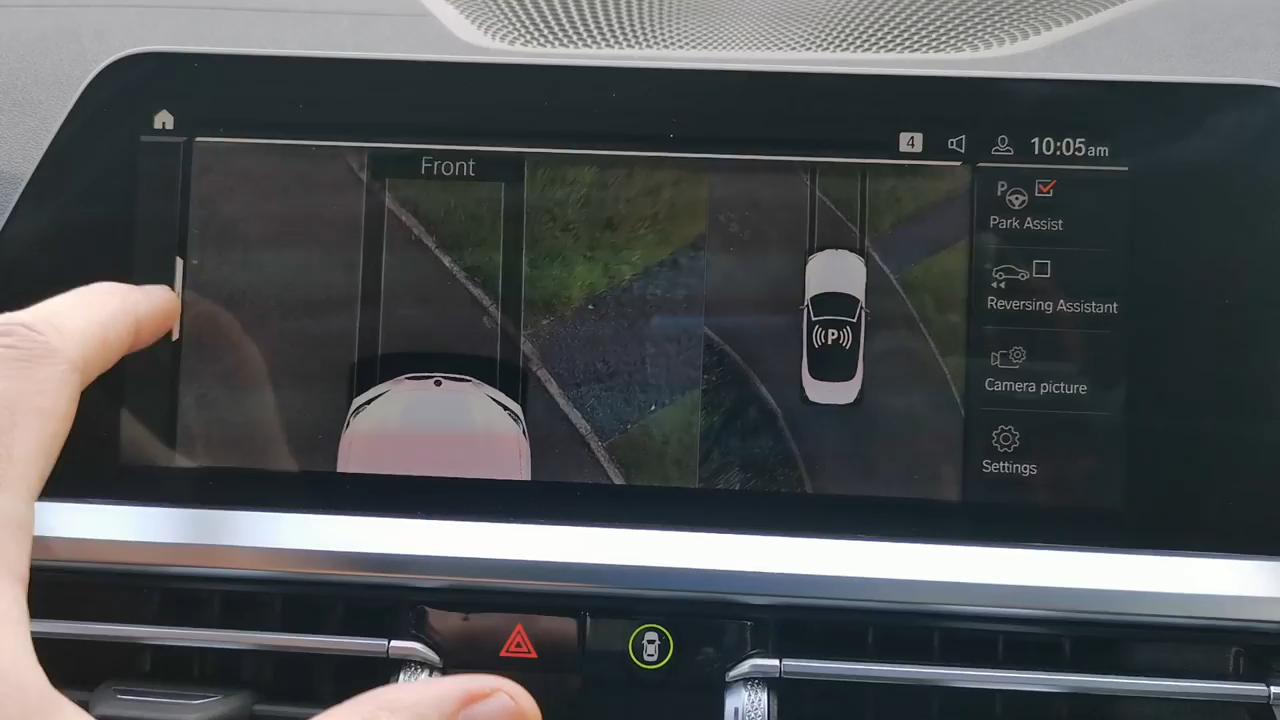 4
10:05am
Front
P
Park Assist
((P))
Reversing Assistant
Camera picture
Settings